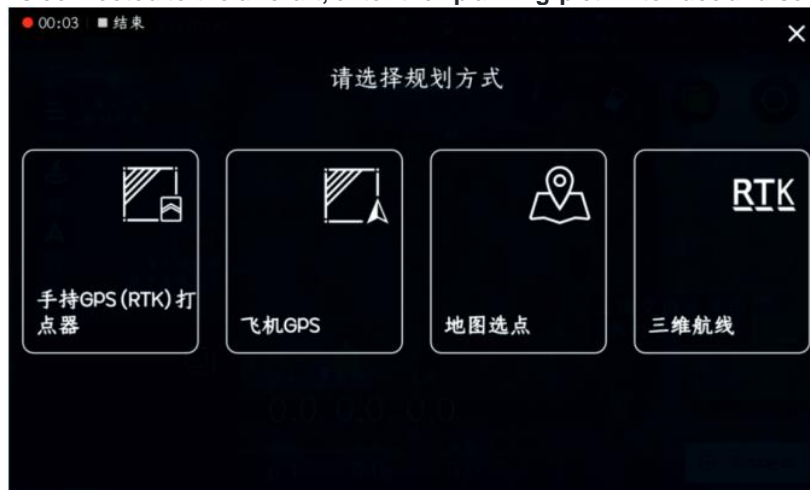 00:03 结束
请选择规划方式
RTK
手持GPS(RTK)打
点器
飞机GPS
地图选点
三维航线